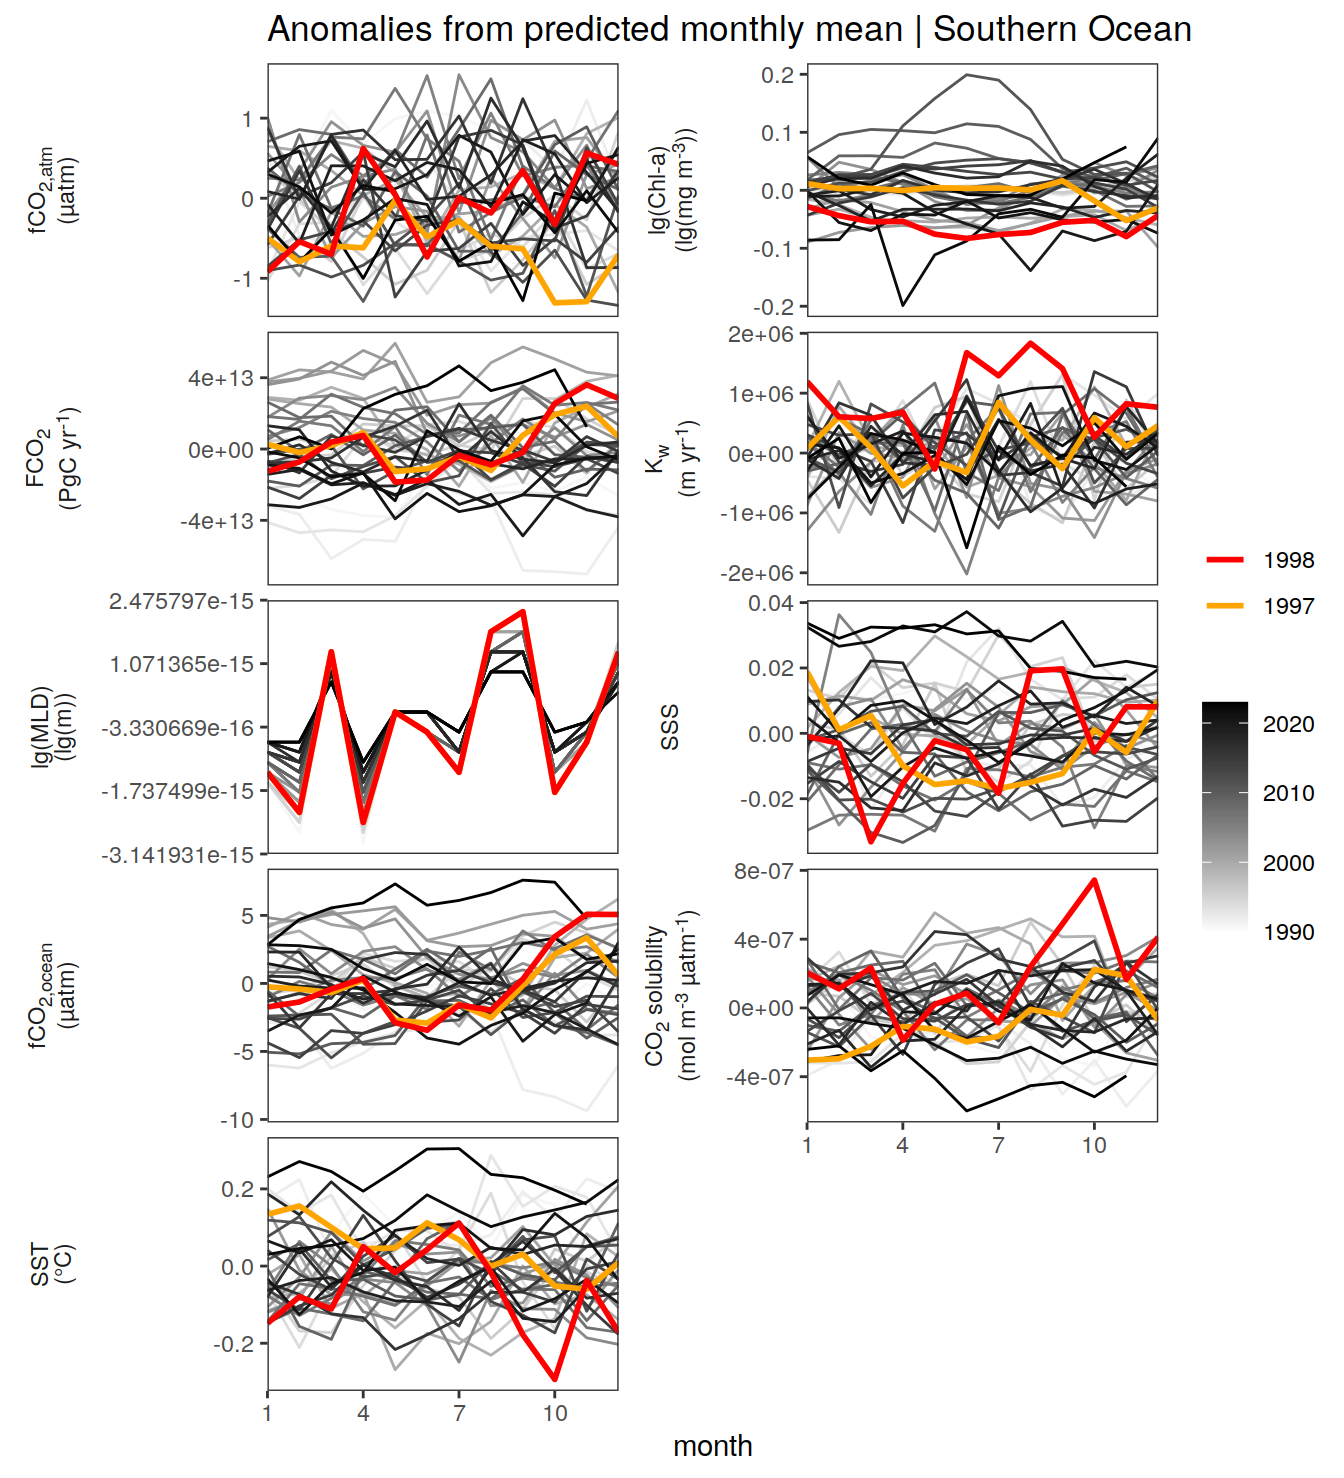 Anomalies from predicted monthly mean | Southern Ocean
fCO2,atm
(µatm)
1
0
-1
lg(Chl-a)
(lg(mg m-3))
0.2
0.1
0.0
-0.1
-0.2
FCO2
(PgC yr-1)
4e+13
0e+00
-4e+13
Kw
(m yr-1)
2e+06
1e+06
0e+00
-1e+06
-2e+06
lg(MLD)
(lg(m))
2.475797e-15
1.071365e-15
-3.330669e-16
-1.737499e-15
-3.141931e-15
SSS
0.04
0.02
0.00
-0.02
fCO2,ocean
(µatm)
5
0
-5
-10
CO2 solubility
(mol m-3 µatm-1)
8e-07
4e-07
0e+00
-4e-07
1 4 7 10
SST
(°C)
0.2
0.0
-0.2
1 4 7 10
month
1998
1997
2020
2010
2000
1990